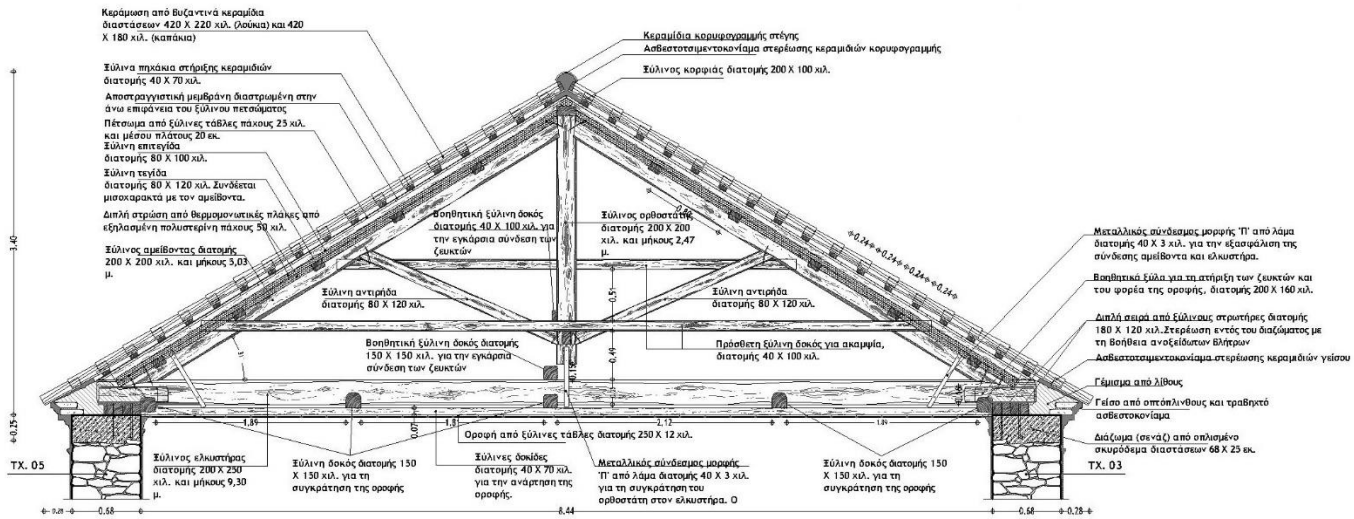 Κεράμωση από Βυζαντινά κεραμίδια
διαστάσεων 420 X 220 χιλ. (λούκια) και 420
X 180 χιλ. (καπάκια)
Ξύλινα πηχάκια στήριξης κεραμιδιών
διατομής 40 X 70 χιλ.
Αποστραγγιστική μεμβράνη διαστρωμένη στην
άνω επιφάνεια του ξύλινου πετσώματος
Πέτσωμα από ξύλινες τάβλες πάχους 25 χιλ.
και μέσου πλάτους 20 εκ.
Ξύλινη επιτεγίδα
διατομής 80 X 100 χιλ.
Ξύλινη τεγίδα
διατομής 80 X 120 χιλ. Συνδέεται
μισοχαρακτά με τον αμείβοντα.
Διπλή στρώση από θερμομονωτικές πλάκες από
εξηλασμένη πολυστερίνη πάχους 50 χιλ.
Ξύλινος αμείβοντας διατομής
200 X 200 χιλ. και μήκους 5,03
μ.
Κεραμίδια κορυφογραμμής στέγης
Ασβεστοτσιμεντοκονίαμα στερέωσης κεραμιδιών κορυφογραμμής
Ξύλινος κορφιάς διατομής 200 X 100 χιλ.
Βοηθητική ξύλινη δοκός
διατομής 40 X 100 χιλ. για
την εγκάρσια σύνδεση των
ζευκτών
Ξύλινος ορθοστάτης
διατομής 200 X 200
χιλ. και μήκους 2,47
μ.
0.24 0.24 0.24 0.24
Μεταλλικός σύνδεσμος μορφής 'Π' από λάμα
διατομής 40 X 3 χιλ. για την εξασφάλιση της
σύνδεσης αμείβοντα και ελκυστήρα.
Βοηθητικά ξύλα για τη στήριξη των ζευκτών και
του φορέα της οροφής, διατομής 200 X 160 χιλ.
Διπλή σειρά από ξύλινους στρωτήρες διατομής
180 X 120 χιλ.Στερέωση εντός του διαζώματος με
τη βοήθεια ανοξείδωτων βλήτρων
Ασβεστοτσιμεντοκονίαμα στερέωσης κεραμιδιών γείσου
Γέμισμα από λίθους
Γείσο από οπτόπλινθους και τραβηχτό
ασβεστοκονίαμα
Διάζωμα (σενάζ) από οπλισμένο
σκυρόδεμα διαστάσεων 68 X 25 εκ.
Ξύλινη αντιρήδα
διατομής 80 X 120 χιλ.
Ξύλινη αντιρήδα
διατομής 80 X 120 χιλ.
0.51
Βοηθητική ξύλινη δοκός διατομής
150 X 150 χιλ. για την εγκάρσια
σύνδεση των ζευκτών
Πρόσθετη ξύλινη δοκός για ακαμψία,
διατομής 40 X 100 χιλ.
0.49
3.40
0.25
1.89
0.07
2.12
1.89
Οροφή από ξύλινες τάβλες διατομής 250 X 12 χιλ.
TX. 05
TX. 03
Ξύλινος ελκυστήρας
διατομής 200 X 250
χιλ. και μήκους 9,30
μ.
Ξύλινη δοκός διατομής 150
X 150 χιλ. για τη
συγκράτηση της οροφής
Ξύλινες δοκίδες
διατομής 40 X 70 χιλ.
για την ανάρτηση της
οροφής.
Μεταλλικός σύνδεσμος μορφής
'Π' από λάμα διατομής 40 X 3 χιλ.
για τη συγκράτηση του
ορθοστάτη στον ελκυστήρα. Ο
Ξύλινη δοκός διατομής 150
X 150 χιλ. για τη
συγκράτηση της οροφής
0.28 0.68 8.44 0.68 0.28